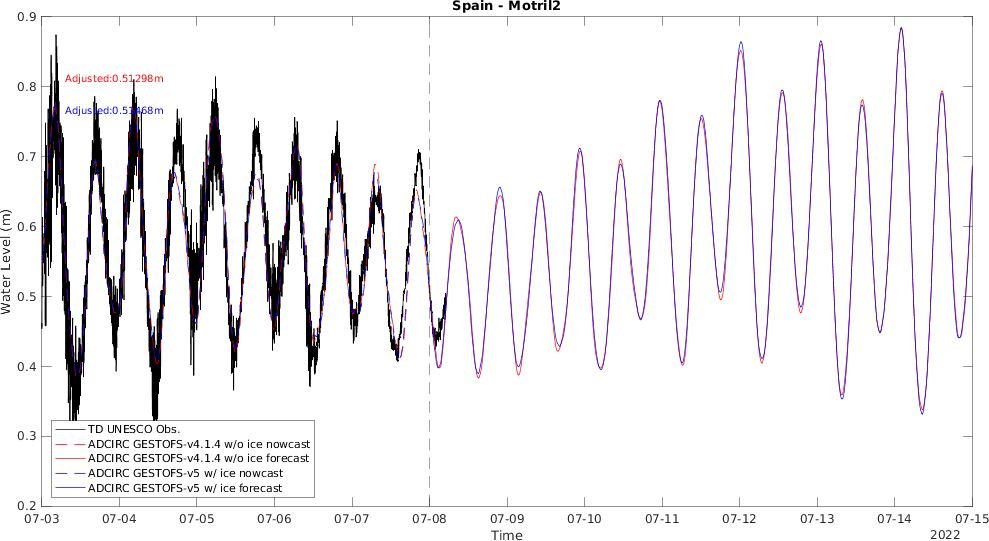 Spain - Motril2
0.9
0.8
0.7
0.6
0.5
0.4
0.3
0.2
Water Level (m)
Adjusted:0.51298m
Adjusted:0.51468m
TD UNESCO Obs.
ADCIRC GESTOFS-v4.1.4 w/o ice nowcast
ADCIRC GESTOFS-v4.1.4 w/o ice forecast
ADCIRC GESTOFS-v5 w/ ice nowcast
ADCIRC GESTOFS-v5 w/ ice forecast
07-03 07-04 07-05 07-06 07-07 07-08 07-09 07-10 07-11 07-12 07-13 07-14 07-15
Time
2022